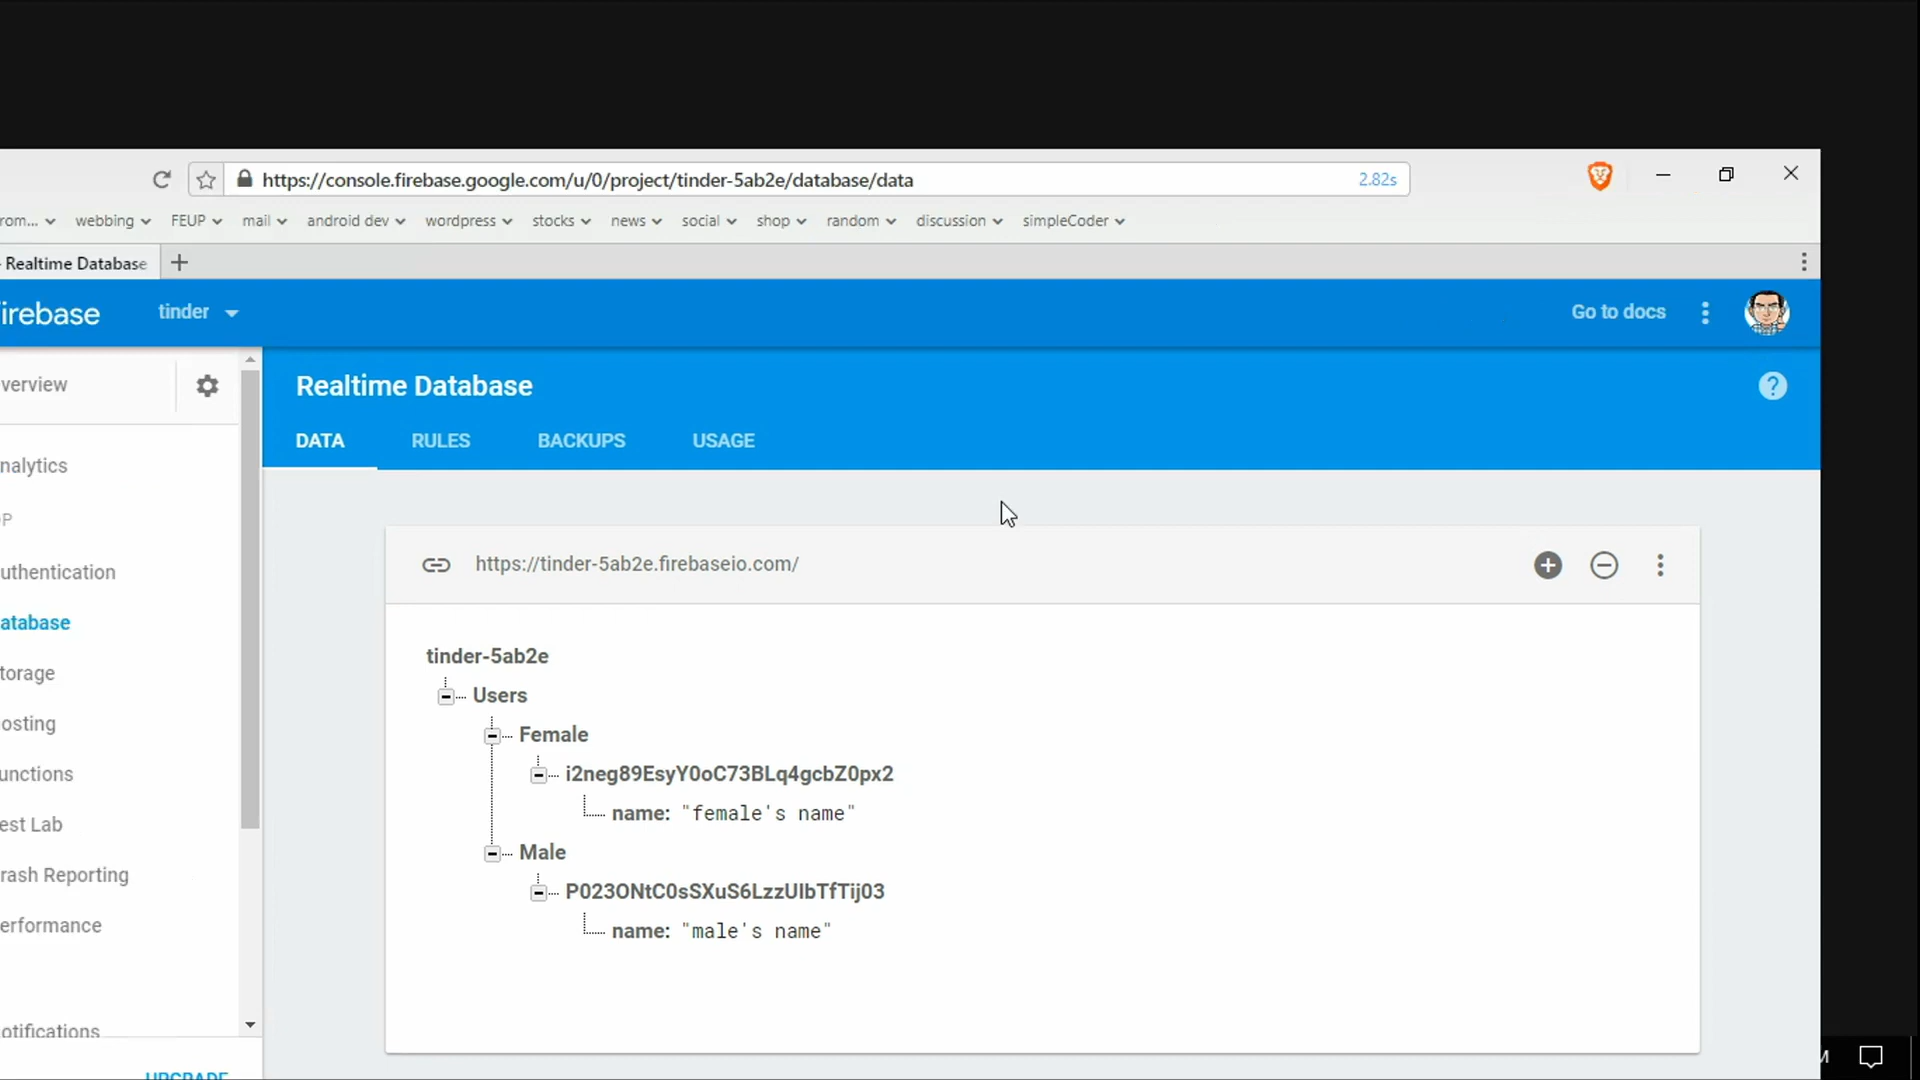 https://console.firebase.google.com/u/0/project/tinder-5ab2e/database/data 2.82s
rom... webbing FEUP mail android dev wordpress stocks news social shop random discussion simpleCoder
Realtime Database
irebase tinder Go to docs
verview
Realtime Database
DATA RULES BACKUPS USAGE
nalytics
P
uthentication
atabase
torage
osting
unctions
est Lab
rash Reporting
erformance
otifications
UPGRADE
https://tinder-5ab2e.firebaseio.com/
tinder-5ab2e
Users
Female
i2neg89EsyY0oC73BLq4gcbZ0px2
name: "female's name"
Male
P023ONtC0sSXuS6LzzUIbTfTij03
name: "male's name"
M